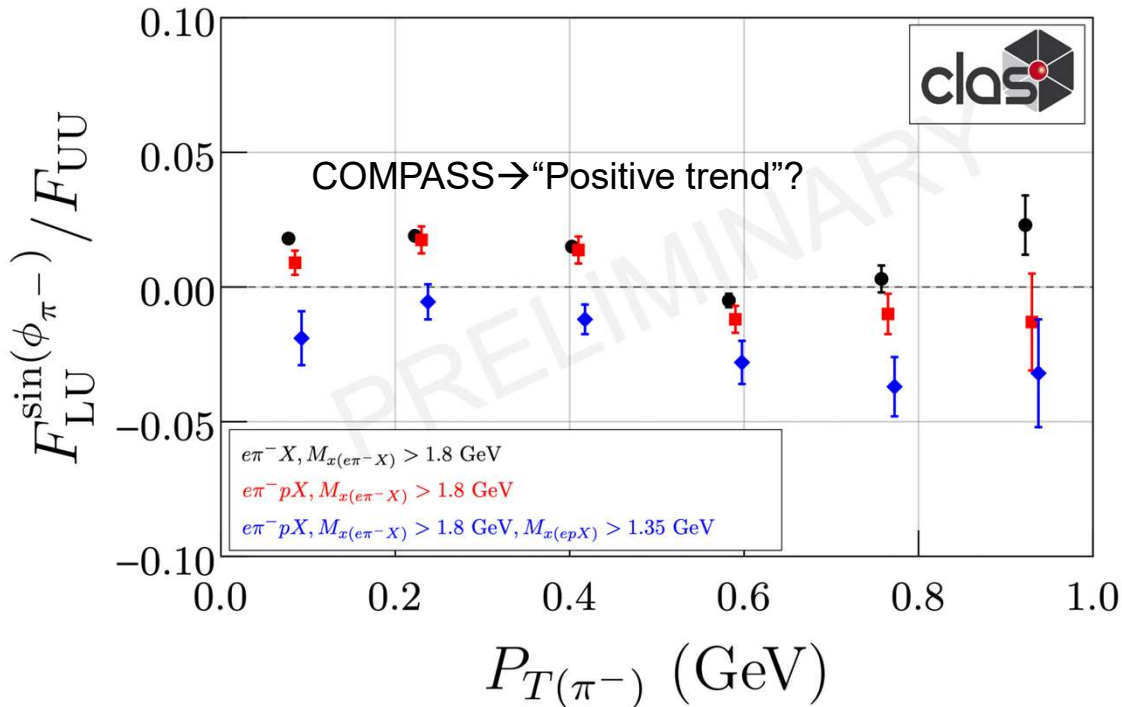 0.10
clas
0.05
COMPASS→“Positive trend”?
0.00
PRELIMINARY
−0.05
−0.10
F_LU^sin(ϕ_π−) / F_UU
eπ⁻X, M_x(eπ⁻X) > 1.8 GeV
eπ⁻pX, M_x(eπ⁻X) > 1.8 GeV
eπ⁻pX, M_x(eπ⁻X) > 1.8 GeV, M_x(epX) > 1.35 GeV
0.0 0.2 0.4 0.6 0.8 1.0
P_T(π⁻) (GeV)